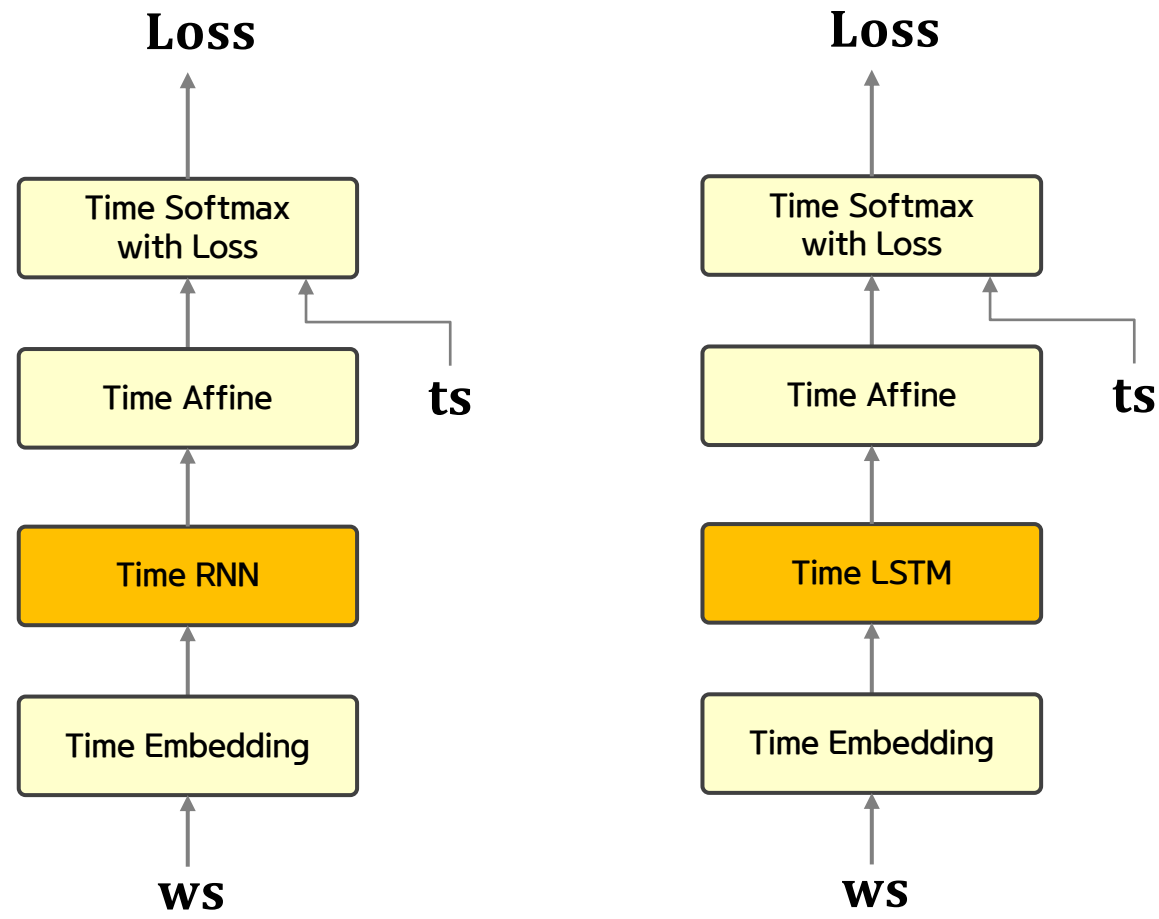 Loss
Time Softmax
with Loss
Time Affine
ts
Time RNN
Time Embedding
ws
Loss
Time Softmax
with Loss
Time Affine
ts
Time LSTM
Time Embedding
ws